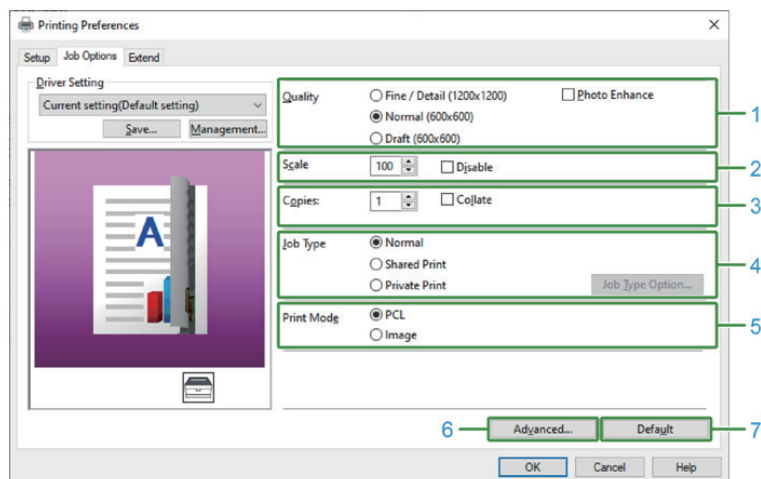 Printing Preferences
Setup Job Options Extend
Driver Setting
Current setting(Default setting)
Save... Management...
A
Quality Fine / Detail (1200x1200) Photo Enhance 1
Normal (600x600)
Draft (600x600)
Scale 100 Disable 2
Copies: 1 Collate 3
Job Type Normal
Shared Print 4
Private Print Job Type Option...
Print Mode PCL 5
Image
6 Advanced... Default 7
OK Cancel Help